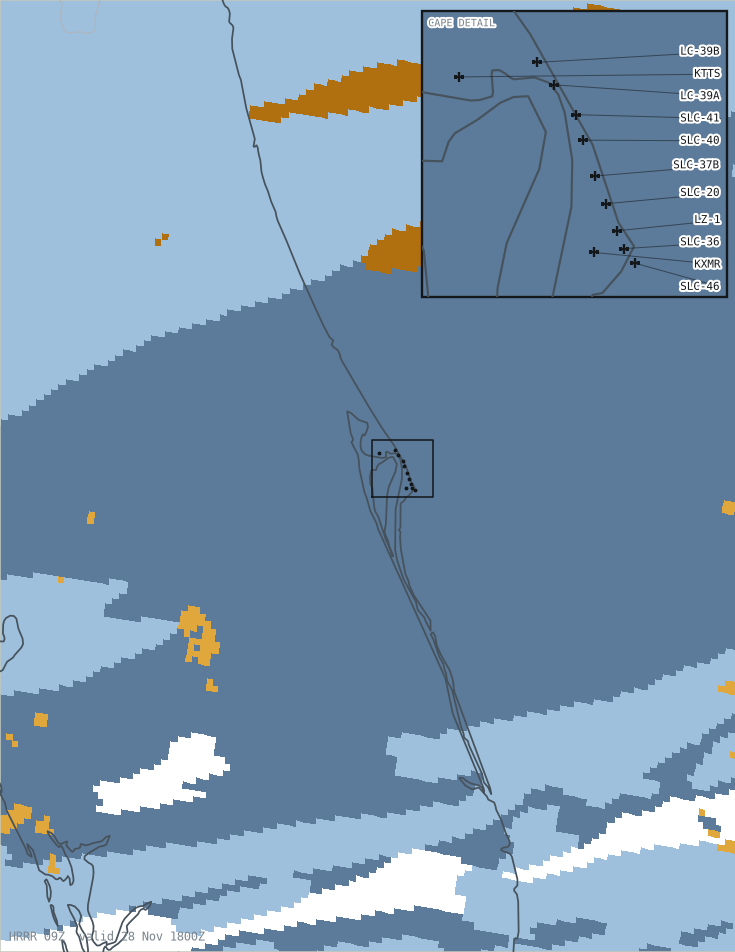 CAPE DETAIL
LC-39B
KTTS
LC-39A
SLC-41
SLC-40
SLC-37B
SLC-20
LZ-1
SLC-36
KXMR
SLC-46
HRRR 09Z  valid 28 Nov 1800Z